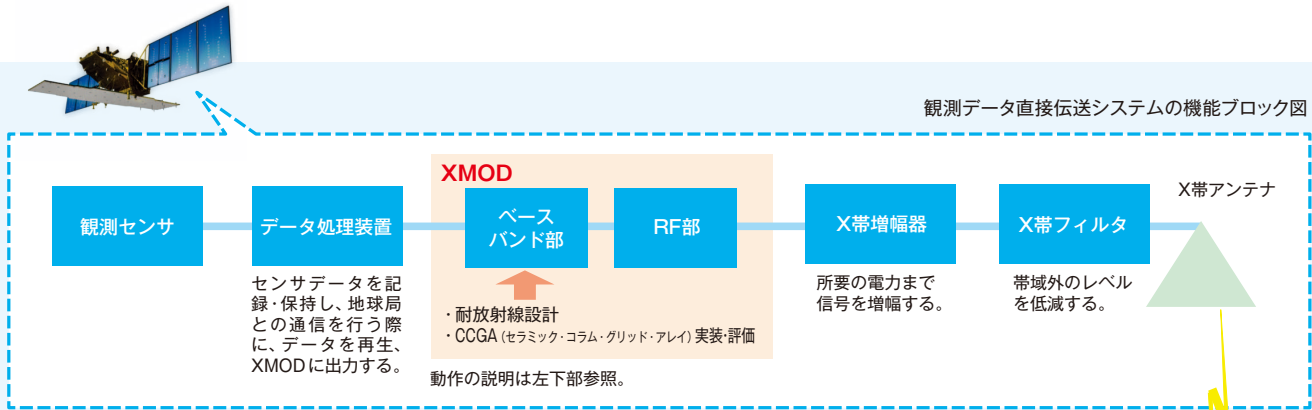 観測データ直接伝送システムの機能ブロック図
XMOD
X帯アンテナ
観測センサ
データ処理装置
ベース
バンド部
RF部
X帯増幅器
X帯フィルタ
センサデータを記
録・保持し、地球局
との通信を行う際
に、データを再生、
XMODに出力する。
・耐放射線設計
・CCGA（セラミック・コラム・グリッド・アレイ）実装・評価
動作の説明は左下部参照。
所要の電力まで
信号を増幅する。
帯域外のレベル
を低減する。